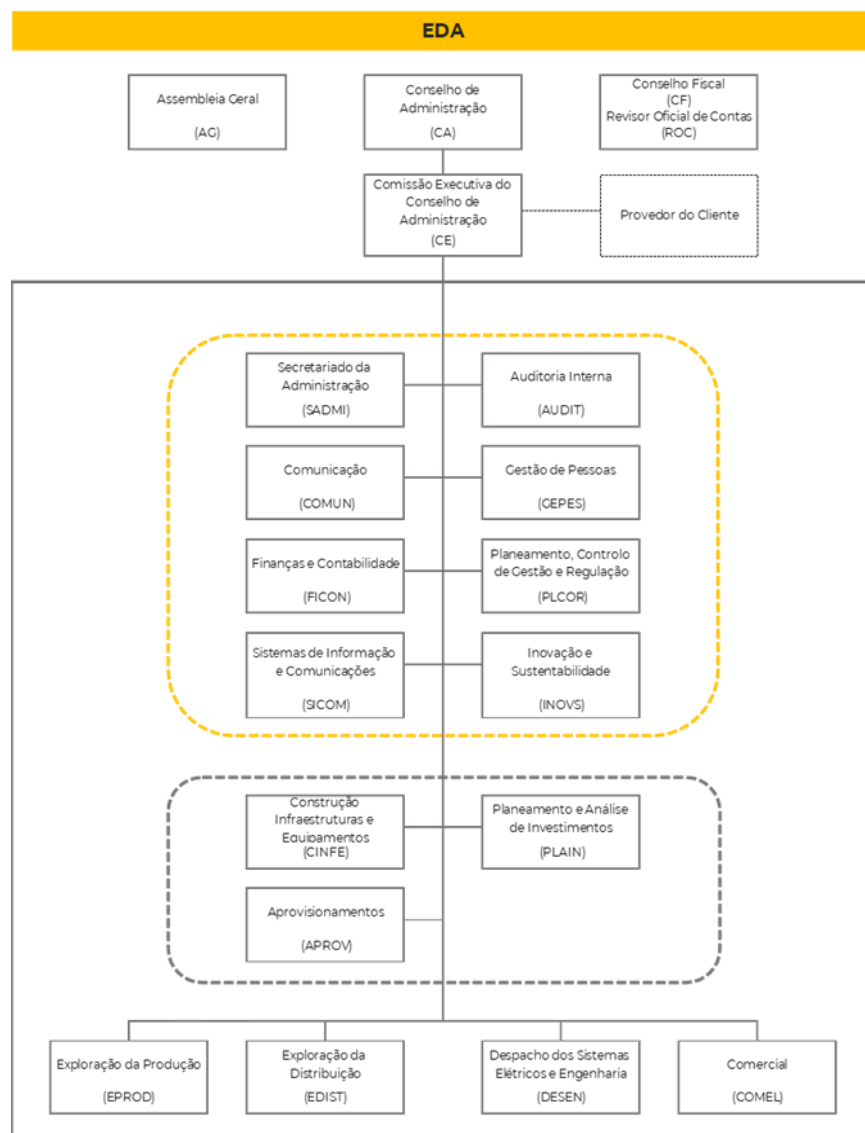 EDA
Assembleia Geral
(AG)
Conselho de
Administração
(CA)
Conselho Fiscal
(CF)
Revisor Oficial de Contas
(ROC)
Comissão Executiva do
Conselho de
Administração
(CE)
Provedor do Cliente
Secretariado da
Administração
(SADMI)
Auditoria Interna
(AUDIT)
Comunicação
(COMUN)
Gestão de Pessoas
(GEPES)
Finanças e Contabilidade
(FICON)
Planeamento, Controlo
de Gestão e Regulação
(PLCOR)
Sistemas de Informação
e Comunicações
(SICOM)
Inovação e
Sustentabilidade
(INOVS)
Construção
Infraestruturas e
Equipamentos
(CINFE)
Planeamento e Análise
de Investimentos
(PLAIN)
Aprovisionamentos
(APROV)
Exploração da Produção
(EPROD)
Exploração da
Distribuição
(EDIST)
Despacho dos Sistemas
Elétricos e Engenharia
(DESEN)
Comercial
(COMEL)